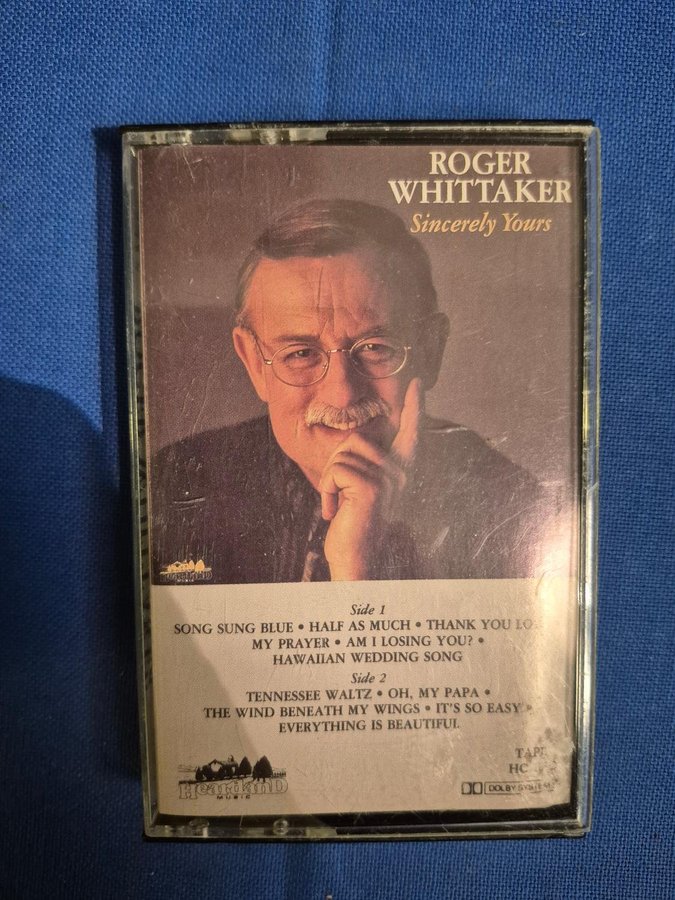 ROGER
WHITTAKER
Sincerely Yours
HEARTLAND
Side 1
SONG SUNG BLUE • HALF AS MUCH • THANK YOU
MY PRAYER • AM I LOSING YOU? •
HAWAIIAN WEDDING SONG
Side 2
TENNESSEE WALTZ • OH, MY PAPA •
THE WIND BENEATH MY WINGS • IT'S SO EASY •
EVERYTHING IS BEAUTIFUL
HEARTLAND
MUSIC
HC
DOLBY SYSTEM